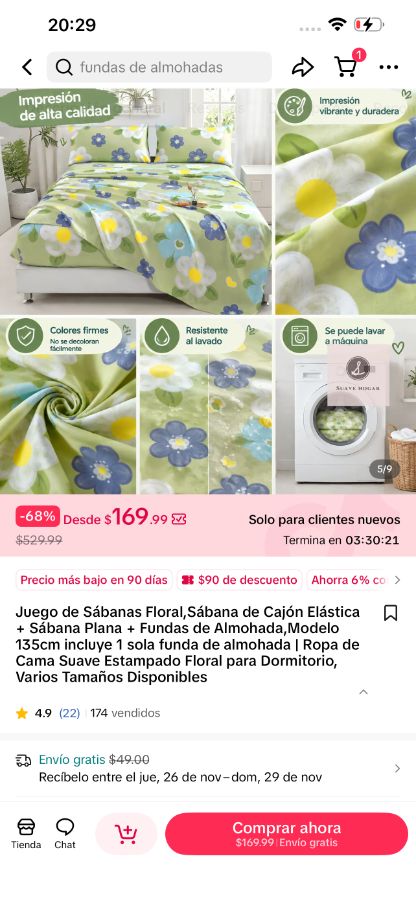 20:29
fundas de almohadas
1
Impresión
de alta calidad
Impresión
vibrante y duradera
Colores firmes
No se decoloran
fácilmente
Resistente
al lavado
Se puede lavar
a máquina
SUAVE HOGAR
5/9
-68% Desde $169.99
Solo para clientes nuevos
$529.99
Termina en 03:30:21
Precio más bajo en 90 días
$90 de descuento
Ahorra 6% co
Juego de Sábanas Floral,Sábana de Cajón Elástica
+ Sábana Plana + Fundas de Almohada,Modelo
135cm incluye 1 sola funda de almohada | Ropa de
Cama Suave Estampado Floral para Dormitorio,
Varios Tamaños Disponibles
4.9 (22) 174 vendidos
Envío gratis $49.00
Recíbelo entre el jue, 26 de nov–dom, 29 de nov
Tienda
Chat
Comprar ahora
$169.99 | Envío gratis